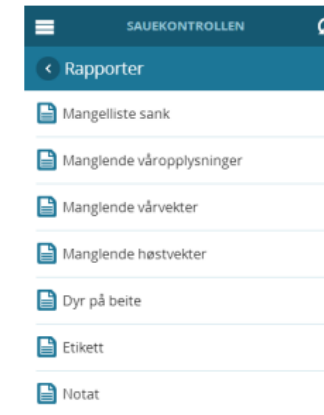 SAUEKONTROLLEN
Rapporter
Mangelliste sank
Manglende våropplysninger
Manglende vårvekter
Manglende høstvekter
Dyr på beite
Etikett
Notat